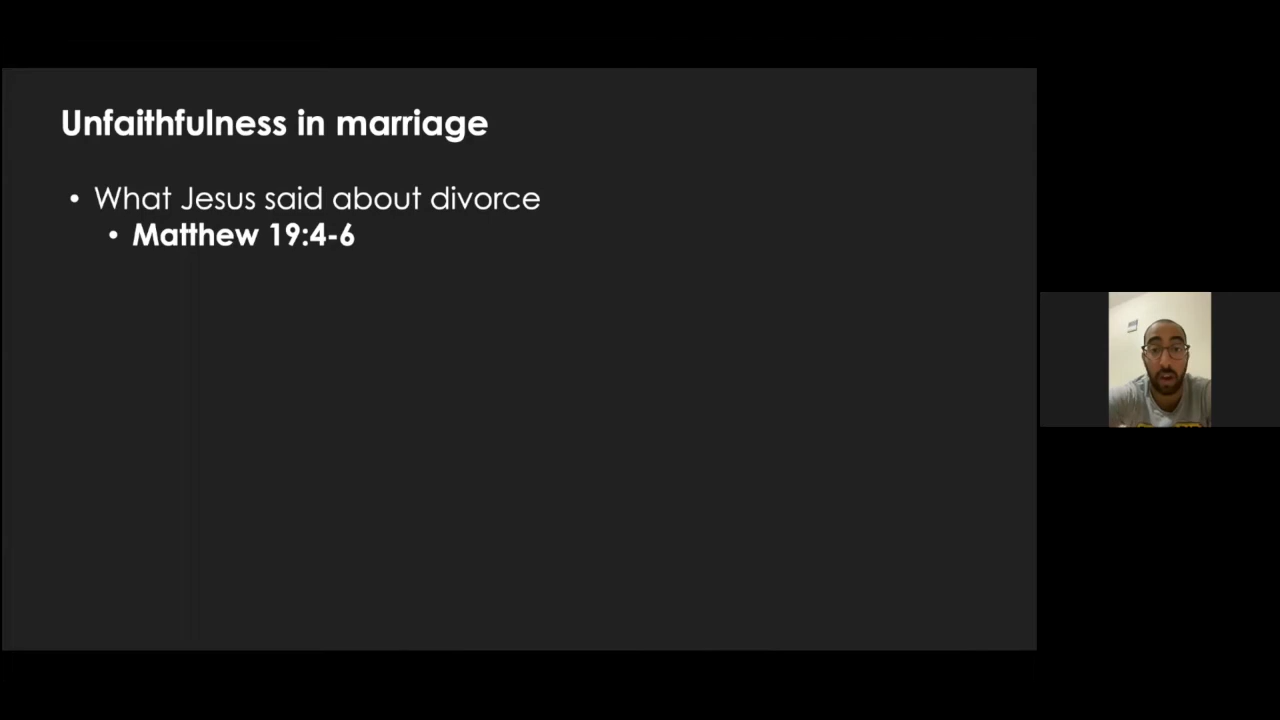 Unfaithfulness in marriage
• What Jesus said about divorce
• Matthew 19:4-6